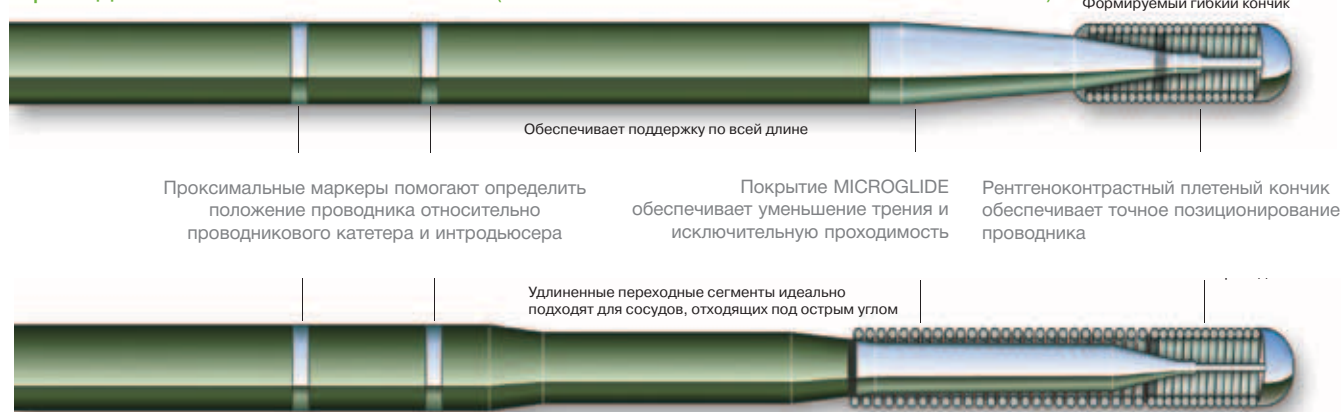 Формируемый гибкий кончик
Обеспечивает поддержку по всей длине
Проксимальные маркеры помогают определить
положение проводника относительно
проводникового катетера и интродьюсера
Покрытие MICROGLIDE
обеспечивает уменьшение трения и
исключительную проходимость
Рентгеноконтрастный плетеный кончик
обеспечивает точное позиционирование
проводника
Удлиненные переходные сегменты идеально
подходят для сосудов, отходящих под острым углом